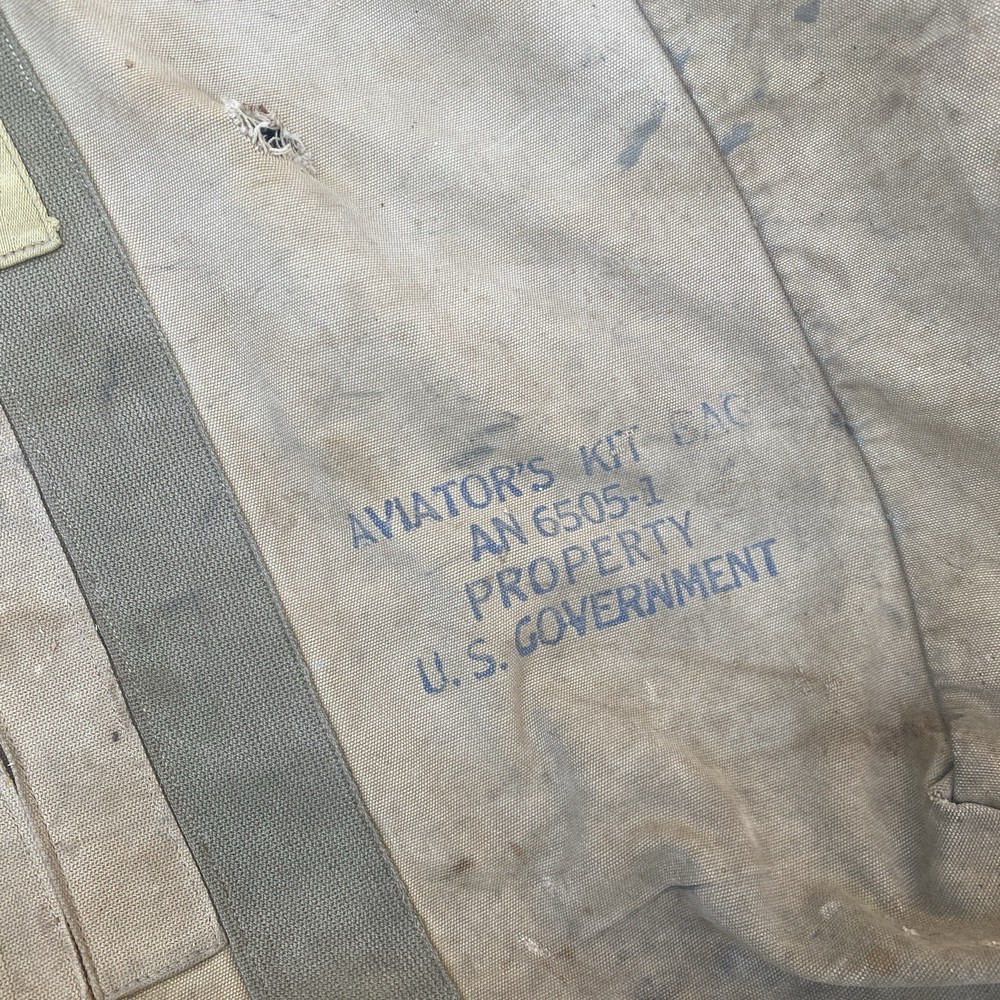 AVIATOR'S KIT BAG
AN 6505-1
PROPERTY
U.S. GOVERNMENT